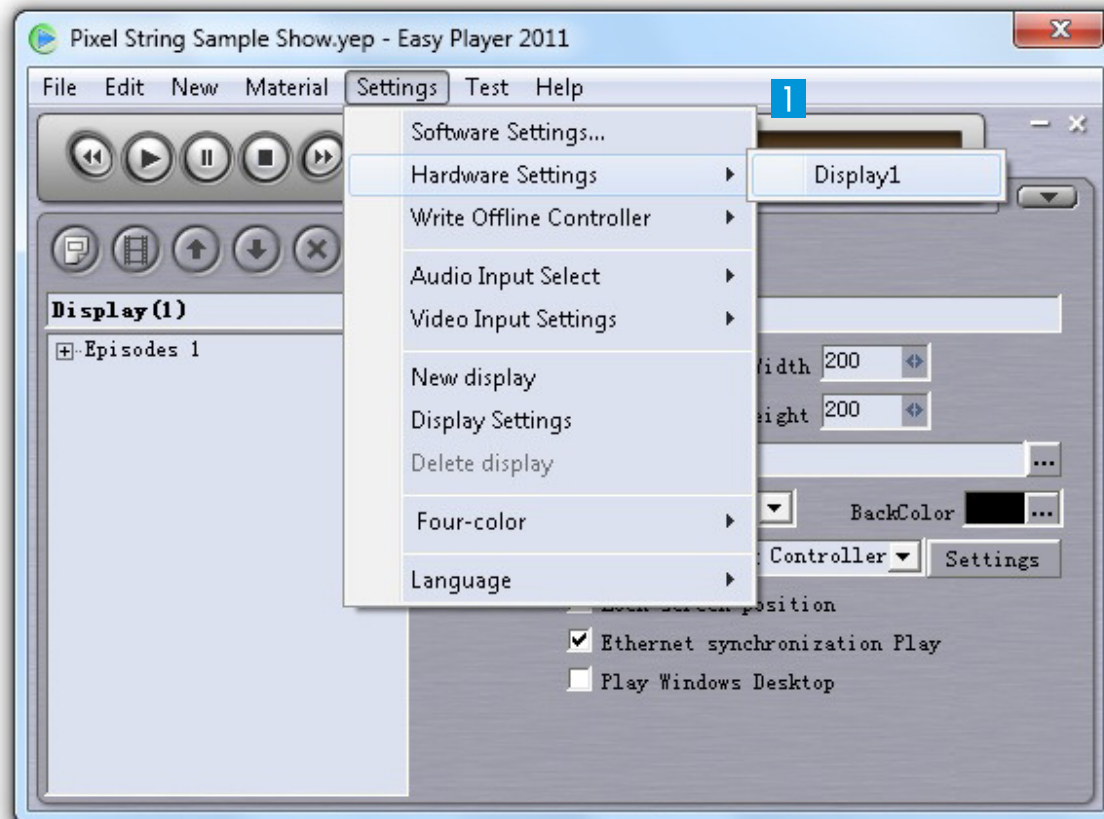 Pixel String Sample Show.yep - Easy Player 2011
File Edit New Material Settings Test Help
1
Software Settings...
Hardware Settings
Display1
Write Offline Controller
Audio Input Select
Video Input Settings
New display
Display Settings
Delete display
Four-color
Language
Display(1)
Episodes 1
200
200
BackColor
Controller
Settings
position
Ethernet synchronization Play
Play Windows Desktop